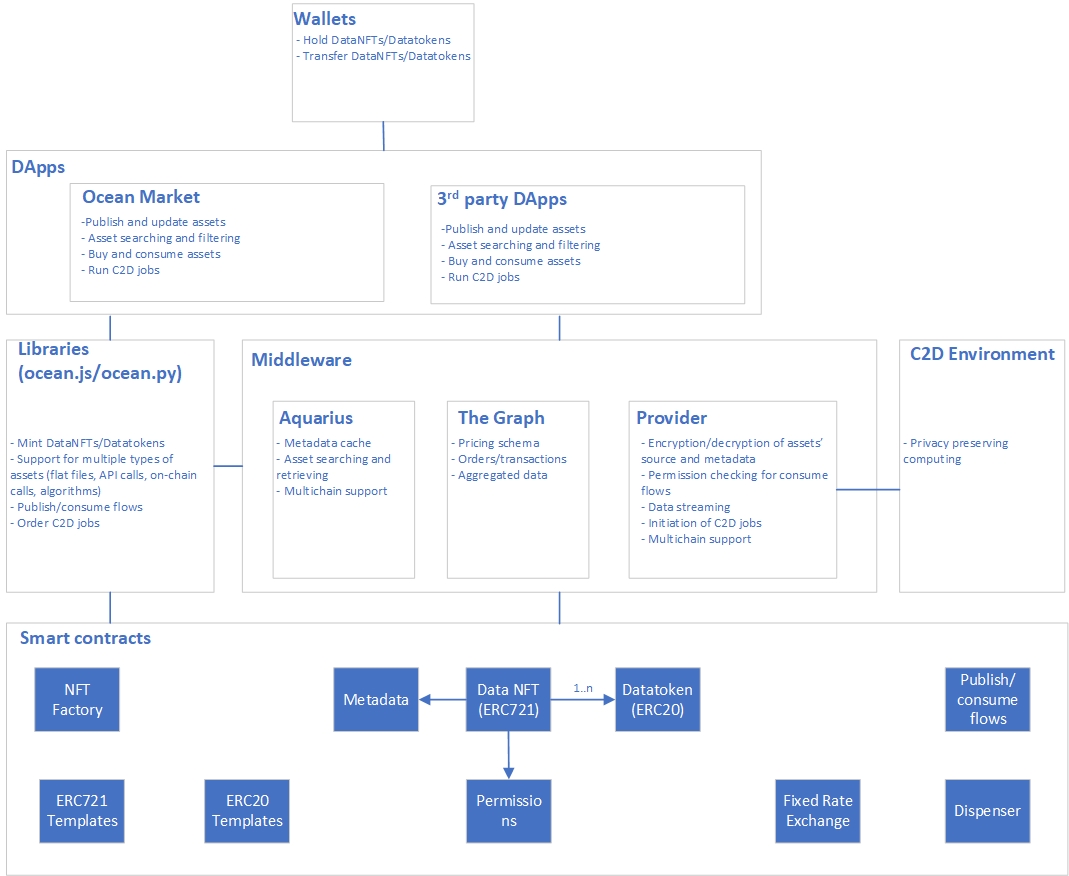 Wallets
- Hold DataNFTs/Datatokens
- Transfer DataNFTs/Datatokens
DApps
Ocean Market
-Publish and update assets
- Asset searching and filtering
- Buy and consume assets
- Run C2D jobs
3rd party DApps
-Publish and update assets
- Asset searching and filtering
- Buy and consume assets
- Run C2D jobs
Libraries
(ocean.js/ocean.py)
- Mint DataNFTs/Datatokens
- Support for multiple types of
assets (flat files, API calls, on-chain
calls, algorithms)
- Publish/consume flows
- Order C2D jobs
Middleware
Aquarius
- Metadata cache
- Asset searching and
retrieving
- Multichain support
The Graph
- Pricing schema
- Orders/transactions
- Aggregated data
Provider
- Encryption/decryption of assets’
source and metadata
- Permission checking for consume
flows
- Data streaming
- Initiation of C2D jobs
- Multichain support
C2D Environment
- Privacy preserving
computing
Smart contracts
NFT
Factory
Metadata
Data NFT
(ERC721)
1..n
Datatoken
(ERC20)
Publish/
consume
flows
ERC721
Templates
ERC20
Templates
Permissio
ns
Fixed Rate
Exchange
Dispenser